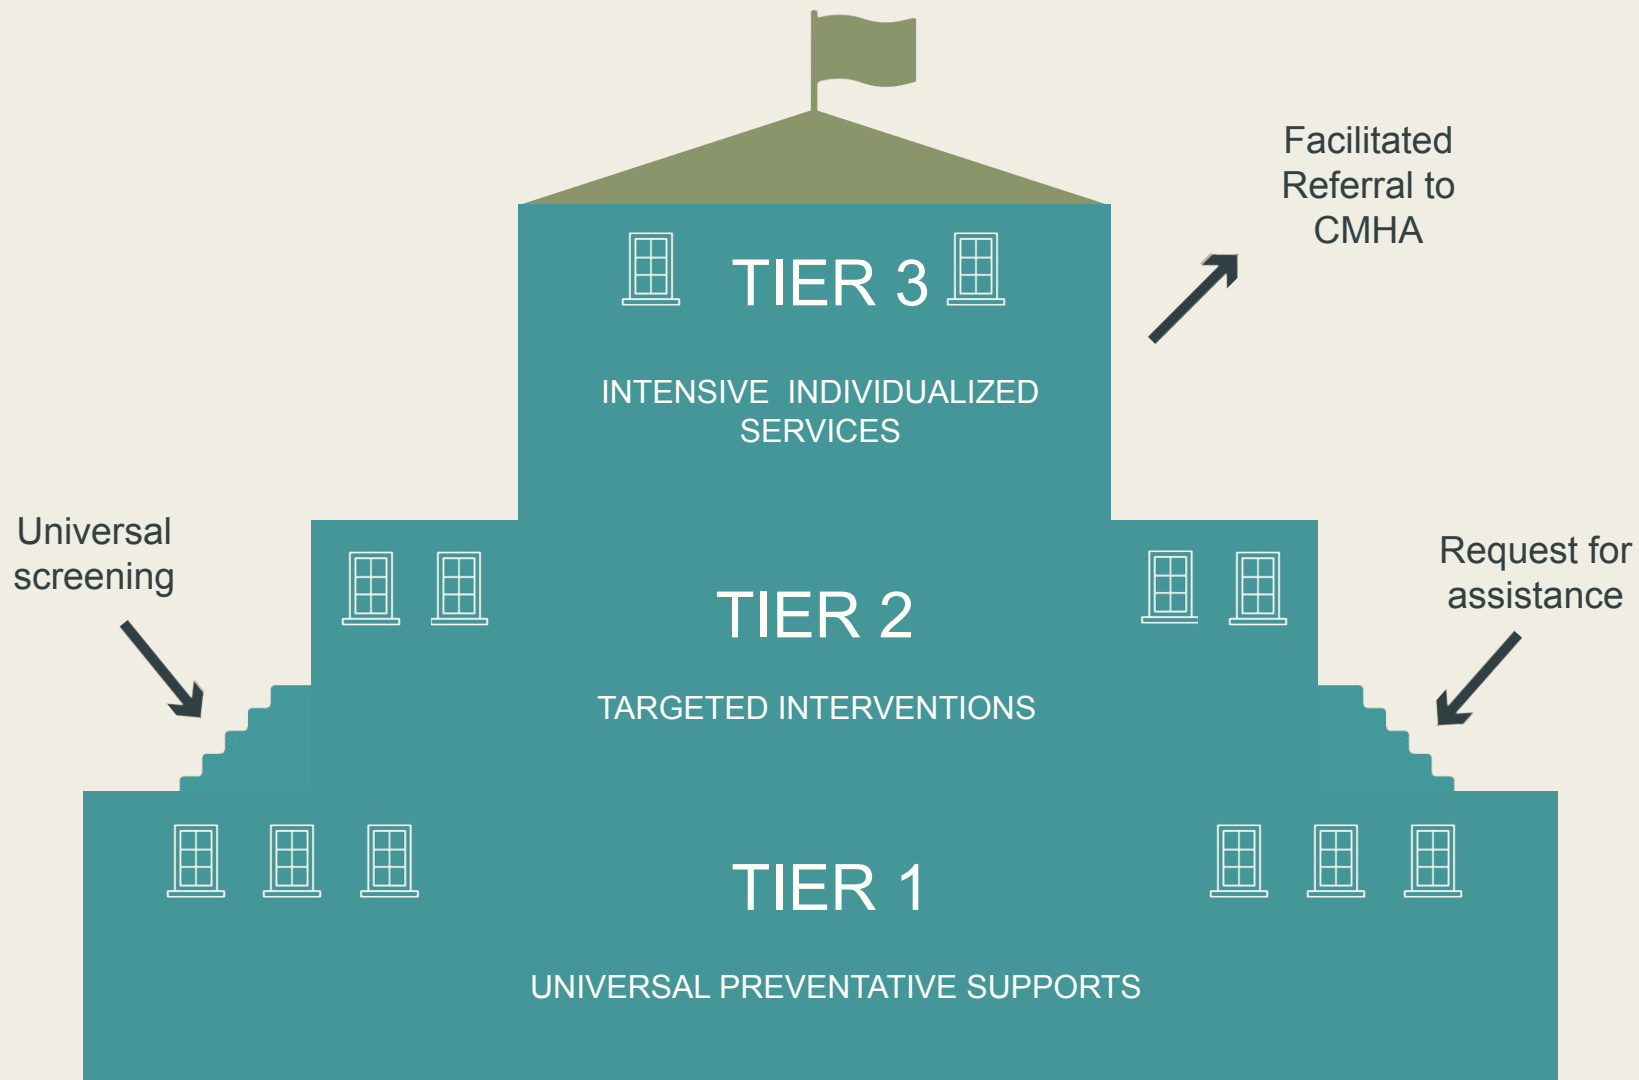 Facilitated
Referral to
CMHA
TIER 3
INTENSIVE INDIVIDUALIZED
SERVICES
Universal
screening
Request for
assistance
TIER 2
TARGETED INTERVENTIONS
TIER 1
UNIVERSAL PREVENTATIVE SUPPORTS